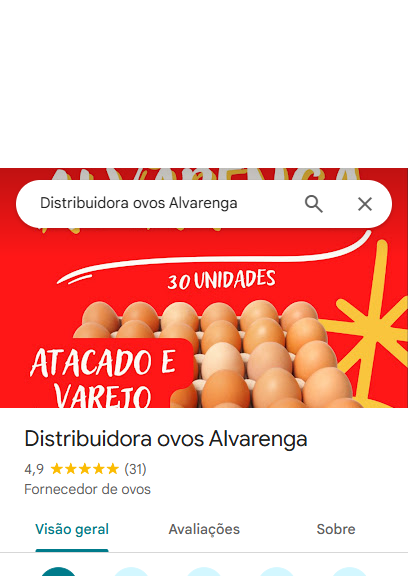 ALVARENGA
Distribuidora ovos Alvarenga
30 UNIDADES
ATACADO E
VAREJO
Distribuidora ovos Alvarenga
4,9 (31)
Fornecedor de ovos
Visão geral Avaliações Sobre